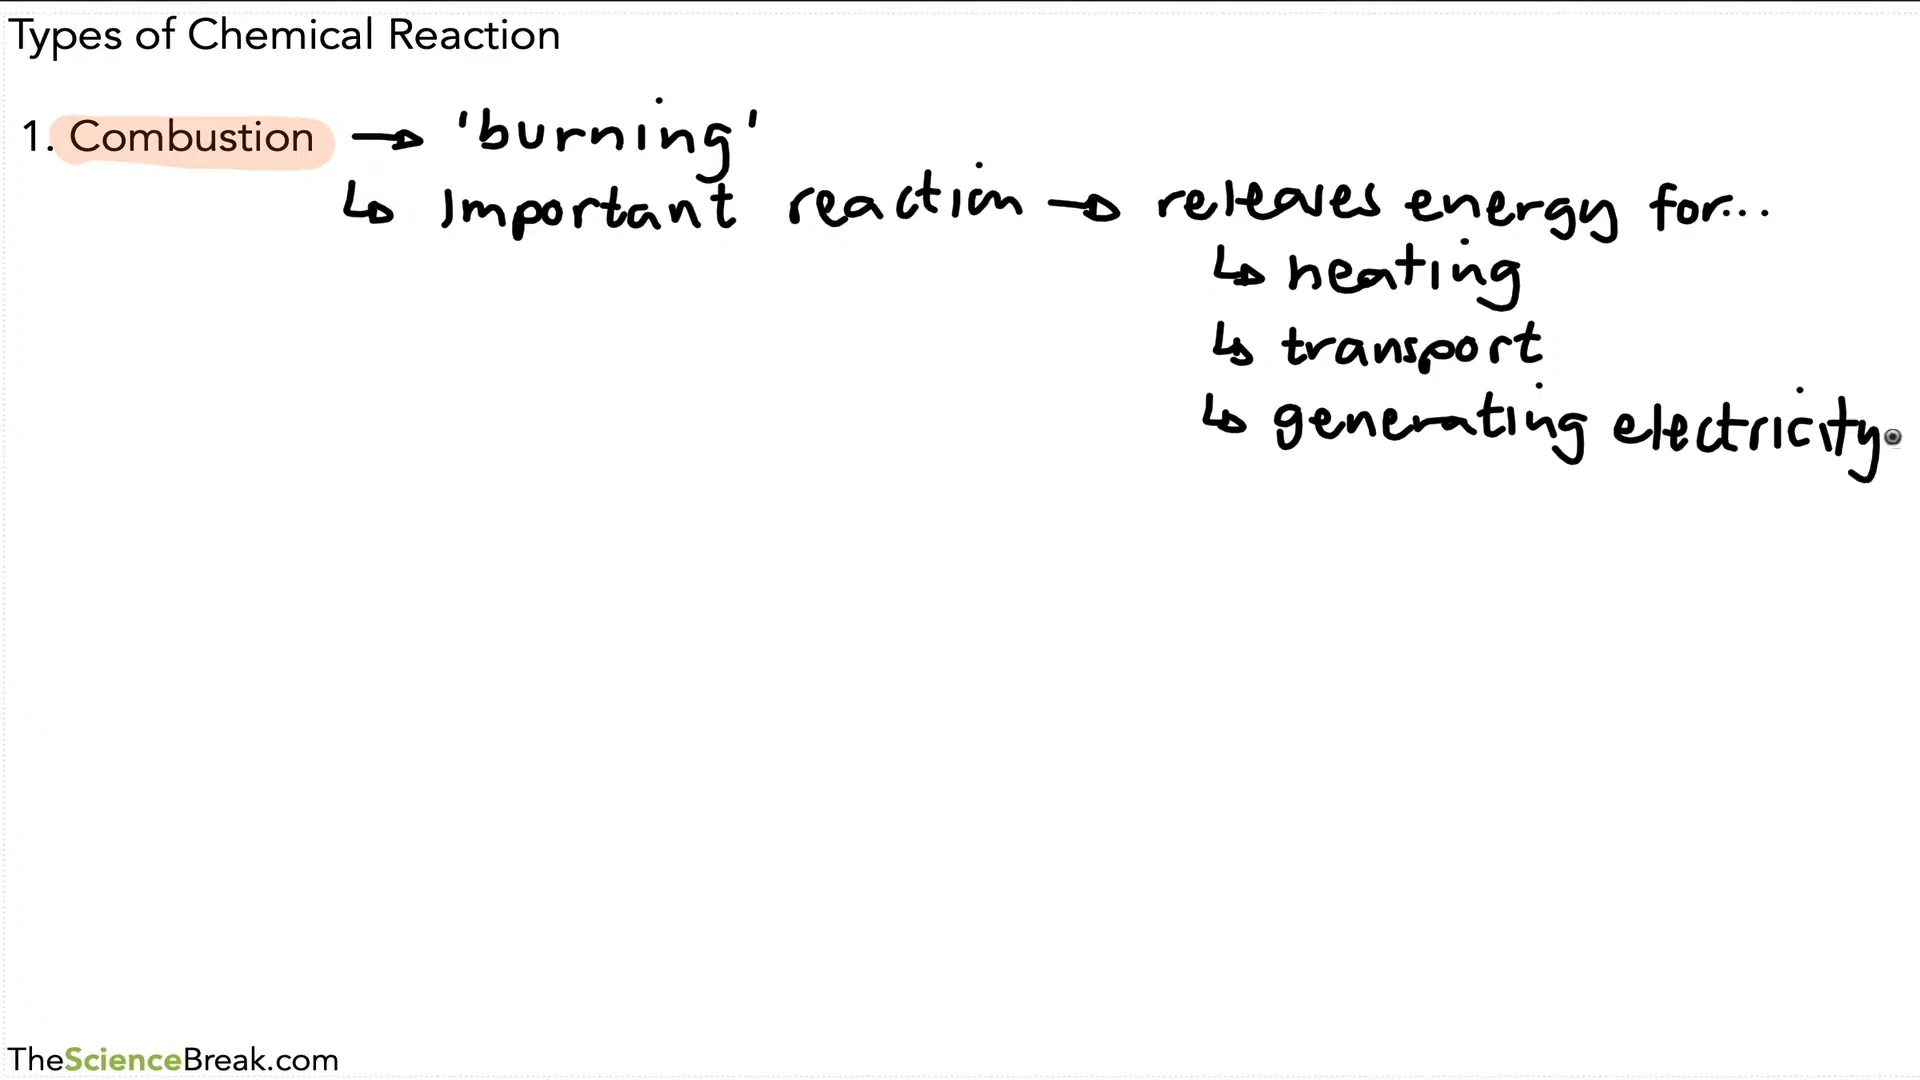 Types of Chemical Reaction
1. Combustion → 'burning'
↳ Important reaction → releases energy for...
↳ heating
↳ transport
↳ generating electricity
TheScienceBreak.com